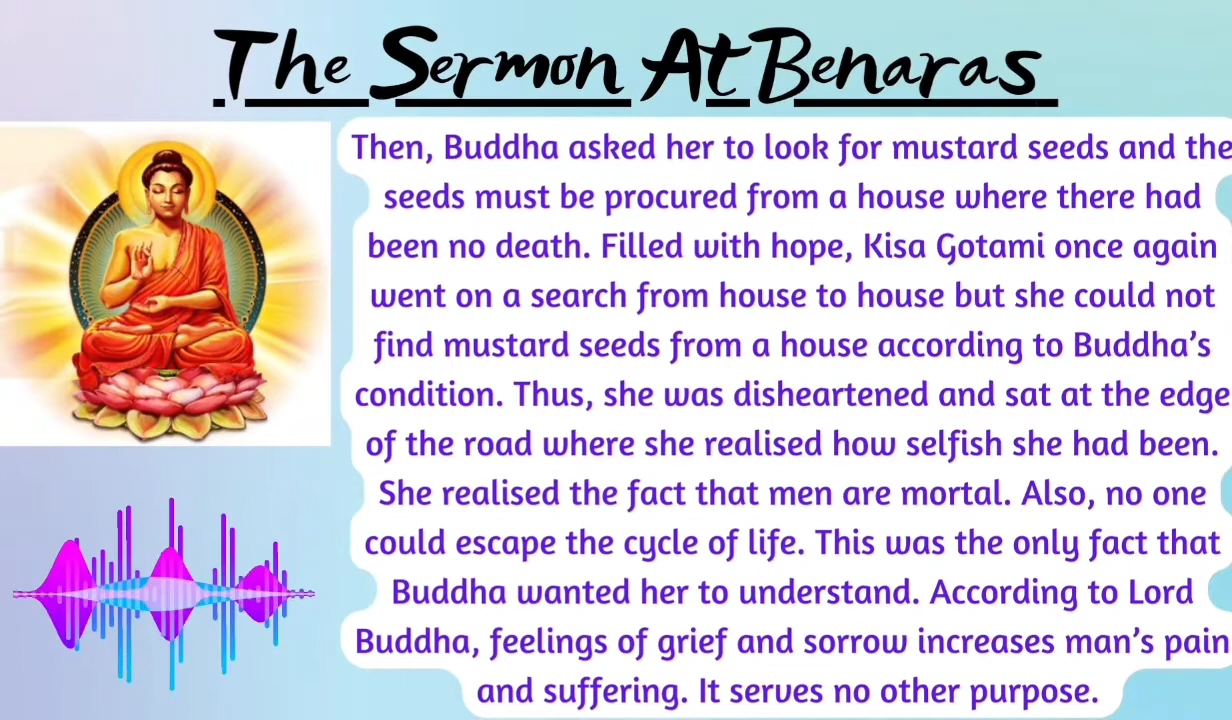 The Sermon At Benaras
Then, Buddha asked her to look for mustard seeds and the
seeds must be procured from a house where there had
been no death. Filled with hope, Kisa Gotami once again
went on a search from house to house but she could not
find mustard seeds from a house according to Buddha's
condition. Thus, she was disheartened and sat at the edge
of the road where she realised how selfish she had been.
She realised the fact that men are mortal. Also, no one
could escape the cycle of life. This was the only fact that
Buddha wanted her to understand. According to Lord
Buddha, feelings of grief and sorrow increases man's pain
and suffering. It serves no other purpose.